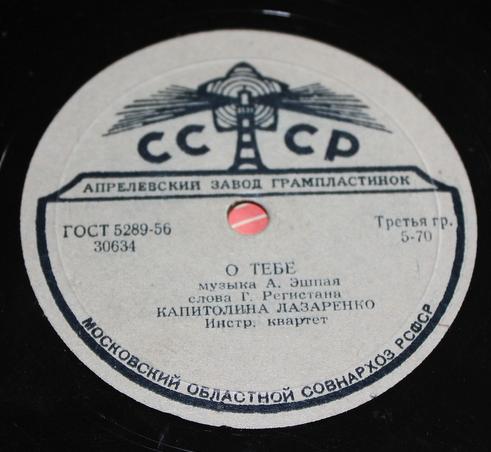 СССР
АПРЕЛЕВСКИЙ ЗАВОД ГРАМПЛАСТИНОК
ГОСТ 5289-56
30634
Третья гр.
5-70
О ТЕБЕ
музыка А. Эшпая
слова Г. Регистана
КАПИТОЛИНА ЛАЗАРЕНКО
Инстр. квартет
МОСКОВСКИЙ ОБЛАСТНОЙ СОВНАРХОЗ РСФСР